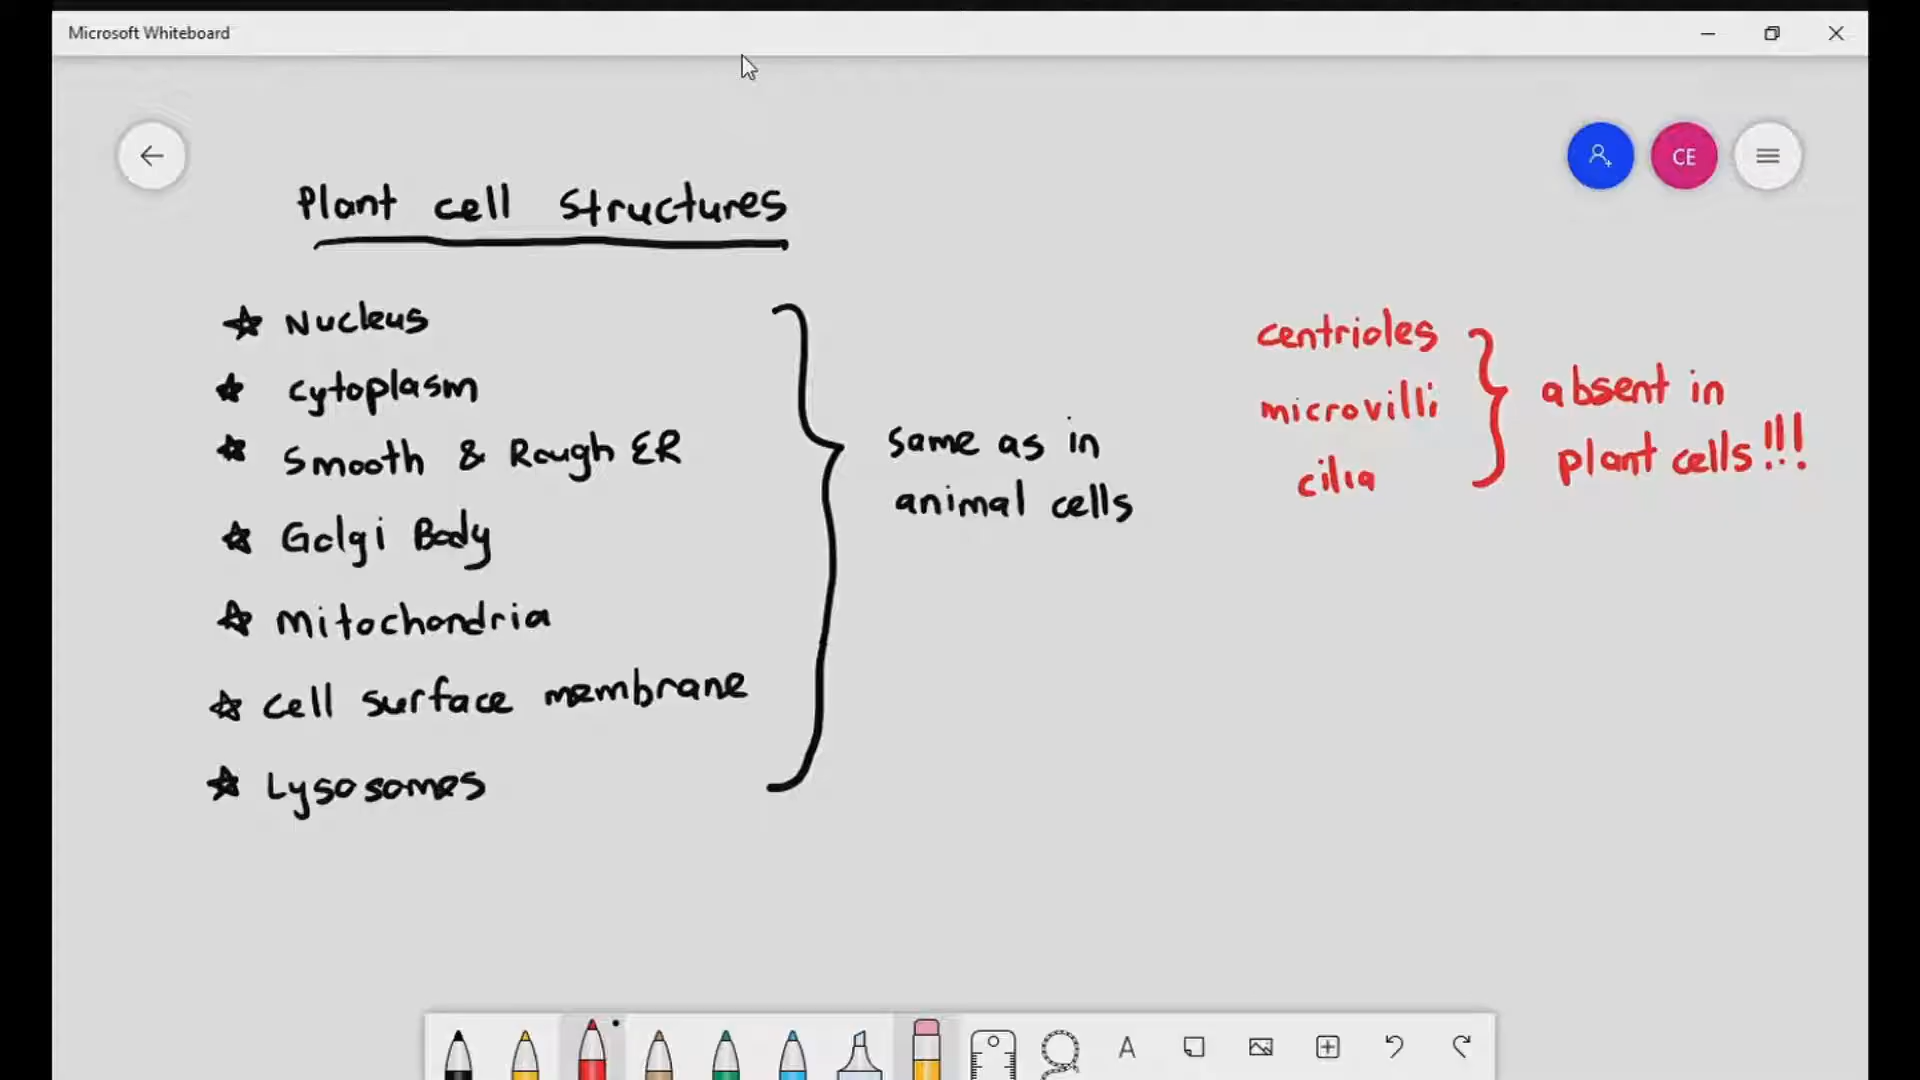 Microsoft Whiteboard
CE
Plant cell structures
Nucleus
cytoplasm
Smooth & Rough ER
Golgi Body
Mitochondria
cell surface membrane
Lysosomes
same as in
animal cells
centrioles
microvilli
cilia
absent in
plant cells!!!
A